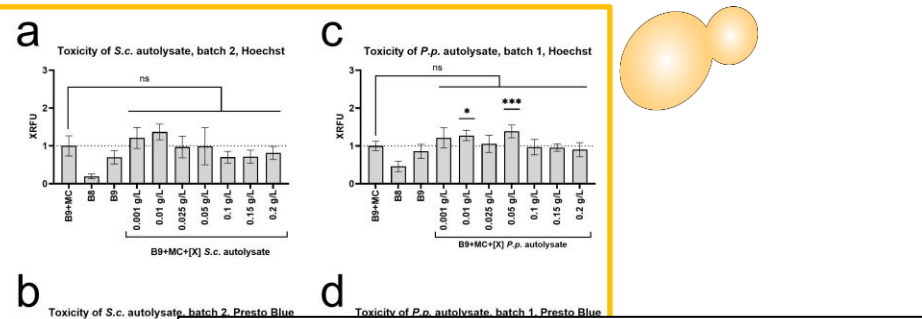 a
Toxicity of S.c. autolysate, batch 2, Hoechst
ns
XRFU
3
2
1
0
B9+MC
B8
B9
0.001 g/L
0.01 g/L
0.025 g/L
0.05 g/L
0.1 g/L
0.15 g/L
0.2 g/L
B9+MC+[X] S.c. autolysate
c
Toxicity of P.p. autolysate, batch 1, Hoechst
ns
*
***
XRFU
3
2
1
0
B9+MC
B8
B9
0.001 g/L
0.01 g/L
0.025 g/L
0.05 g/L
0.1 g/L
0.15 g/L
0.2 g/L
B9+MC+[X] P.p. autolysate
b
Toxicity of S.c. autolysate, batch 2, Presto Blue
d
Toxicity of P.p. autolysate, batch 1, Presto Blue